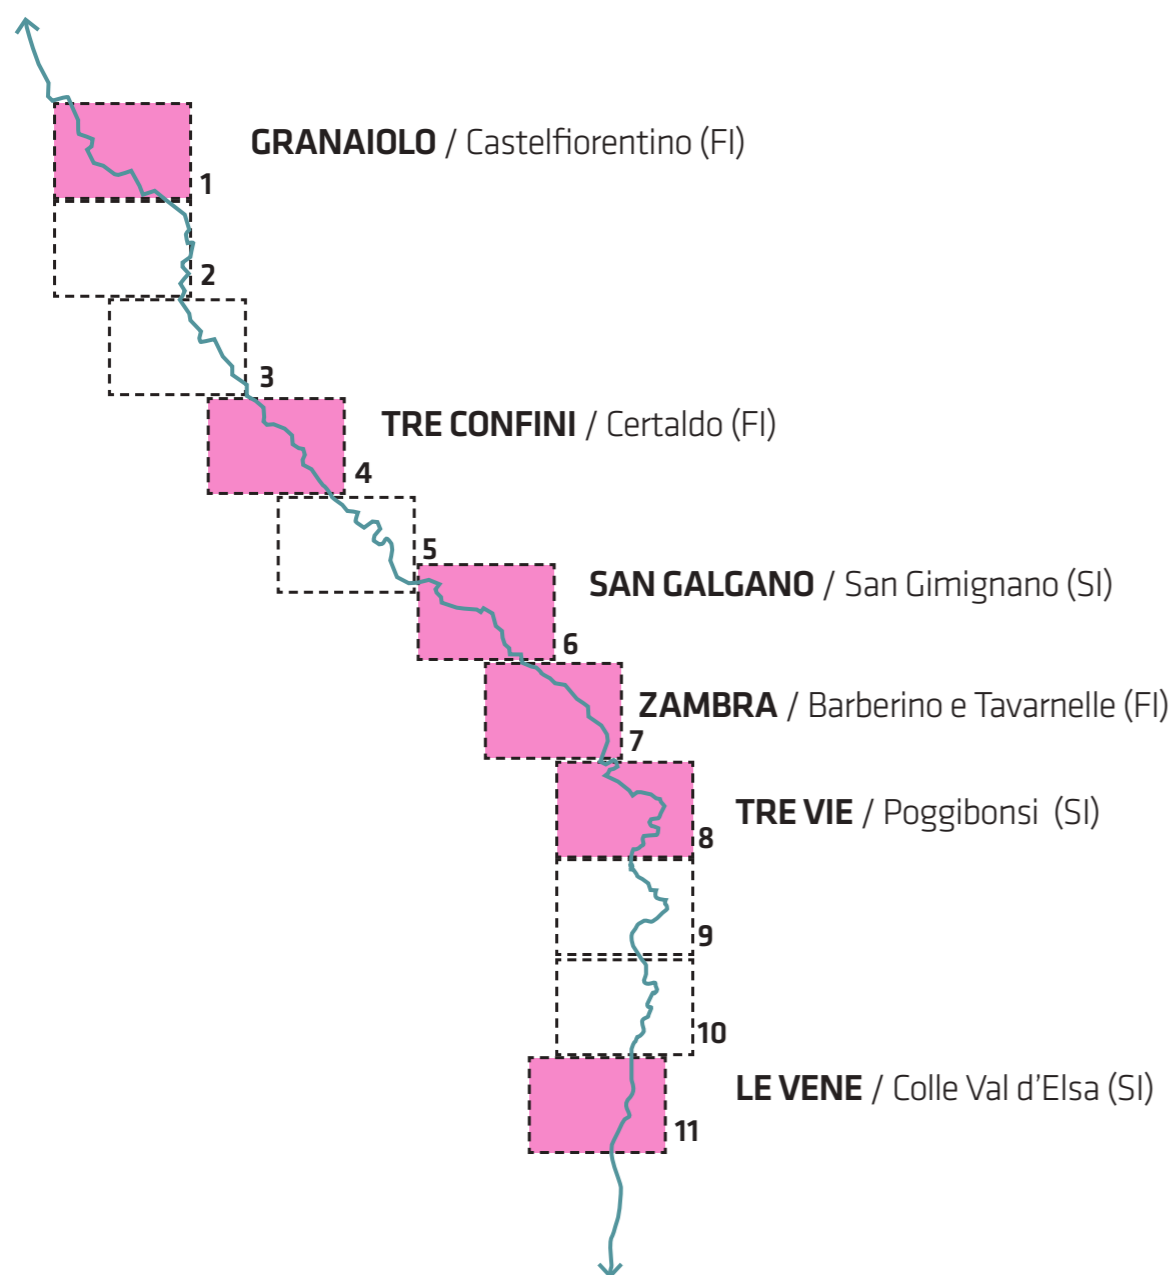 GRANAIOLO / Castelfiorentino (FI)
1
2
3
TRE CONFINI / Certaldo (FI)
4
5
SAN GALGANO / San Gimignano (SI)
6
ZAMBRA / Barberino e Tavarnelle (FI)
7
TRE VIE / Poggibonsi (SI)
8
9
10
LE VENE / Colle Val d’Elsa (SI)
11